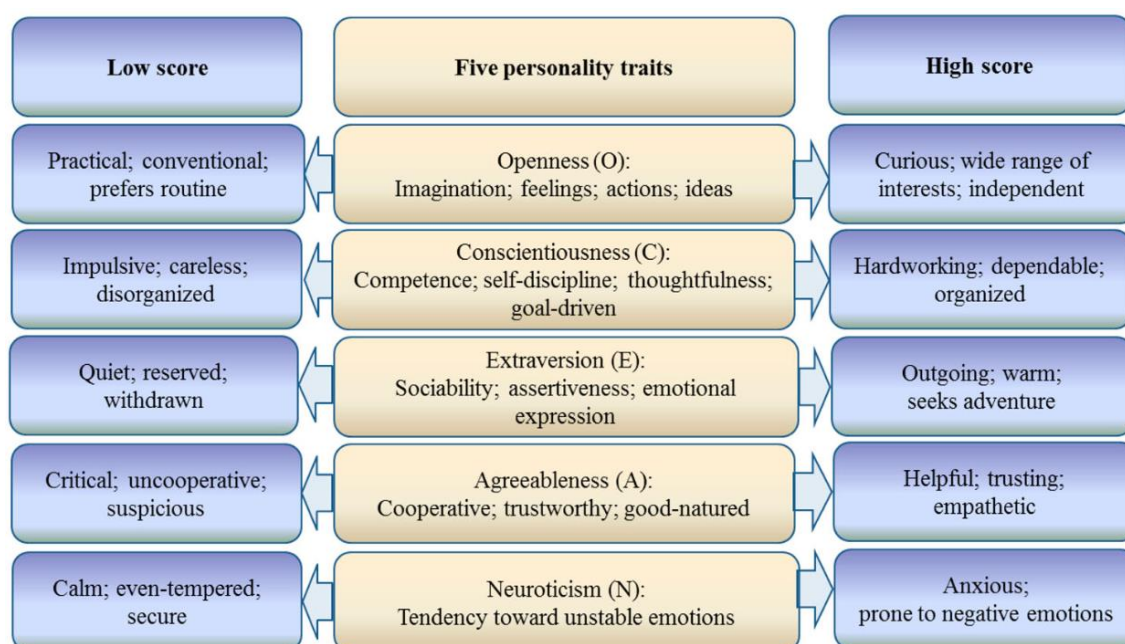 Low score
Five personality traits
High score
Practical; conventional;
prefers routine
Openness (O):
Imagination; feelings; actions; ideas
Curious; wide range of
interests; independent
Impulsive; careless;
disorganized
Conscientiousness (C):
Competence; self-discipline; thoughtfulness;
goal-driven
Hardworking; dependable;
organized
Quiet; reserved;
withdrawn
Extraversion (E):
Sociability; assertiveness; emotional
expression
Outgoing; warm;
seeks adventure
Critical; uncooperative;
suspicious
Agreeableness (A):
Cooperative; trustworthy; good-natured
Helpful; trusting;
empathetic
Calm; even-tempered;
secure
Neuroticism (N):
Tendency toward unstable emotions
Anxious;
prone to negative emotions